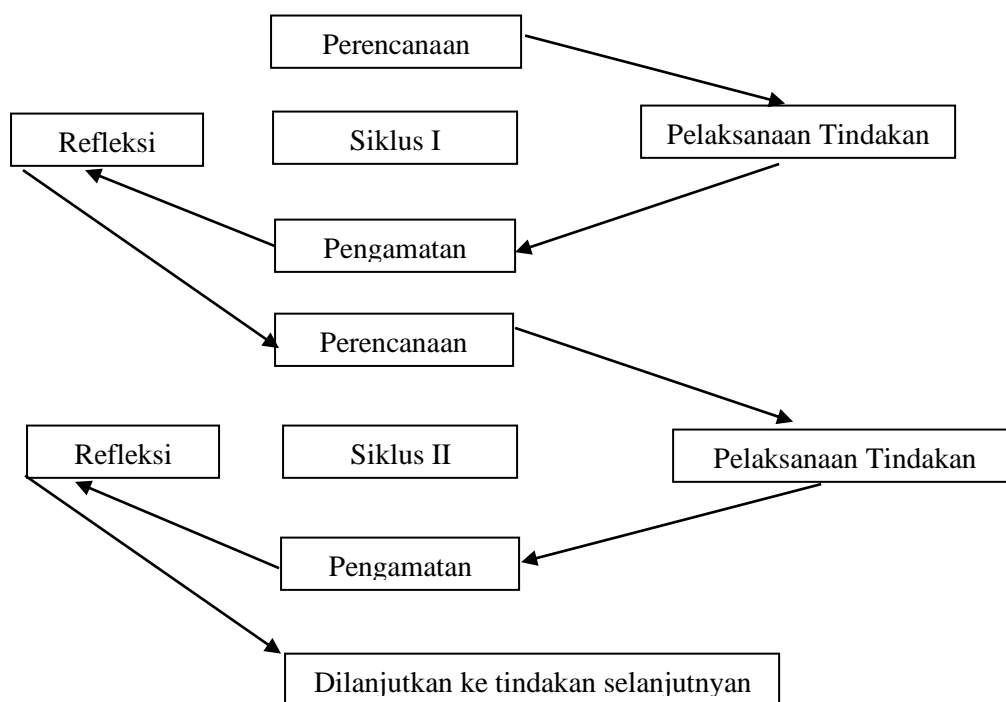 Perencanaan
Refleksi
Siklus I
Pelaksanaan Tindakan
Pengamatan
Perencanaan
Refleksi
Siklus II
Pelaksanaan Tindakan
Pengamatan
Dilanjutkan ke tindakan selanjutnyan